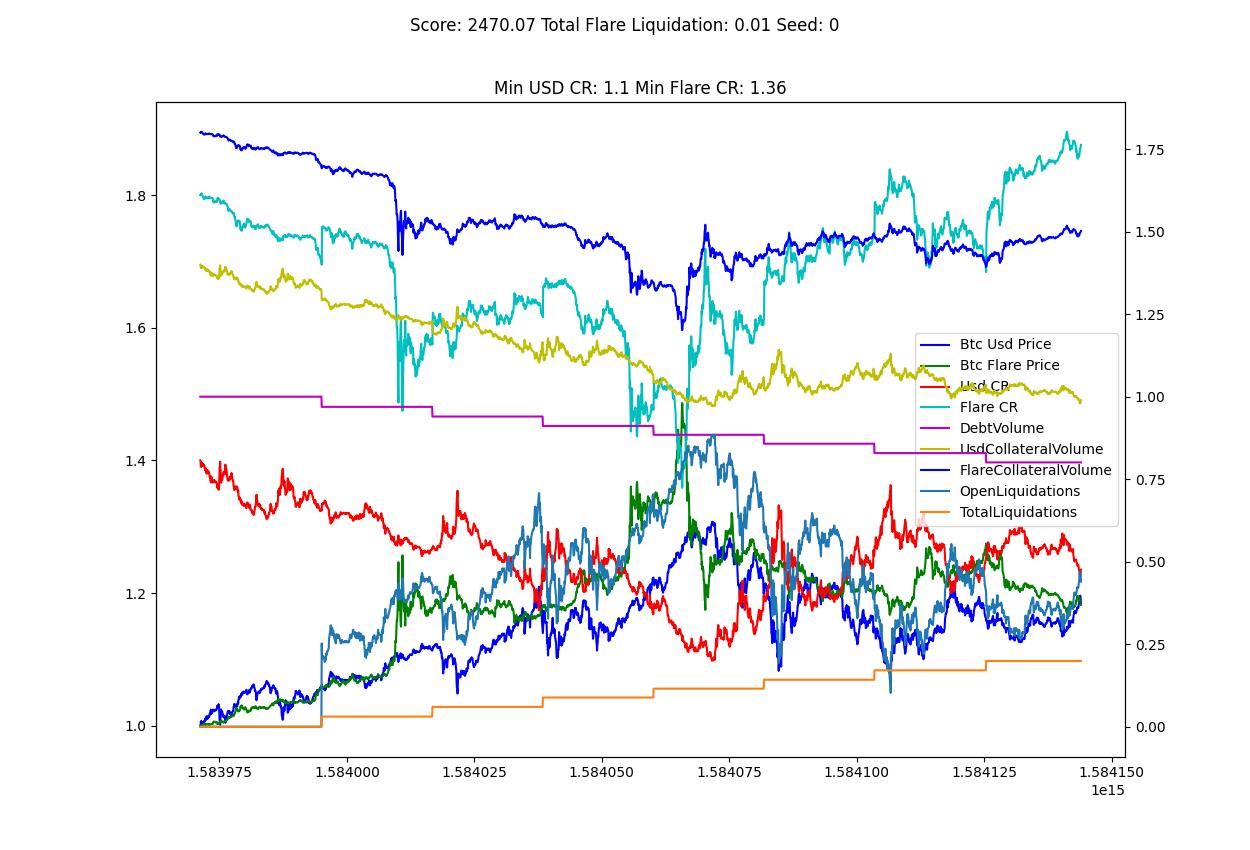 Score: 2470.07 Total Flare Liquidation: 0.01 Seed: 0
Min USD CR: 1.1 Min Flare CR: 1.36
1.8
1.6
1.4
1.2
1.0
1.75
1.50
1.25
1.00
0.75
0.50
0.25
0.00
Btc Usd Price
Btc Flare Price
Usd CR
Flare CR
DebtVolume
UsdCollateralVolume
FlareCollateralVolume
OpenLiquidations
TotalLiquidations
1.583975 1.584000 1.584025 1.584050 1.584075 1.584100 1.584125 1.584150
1e15